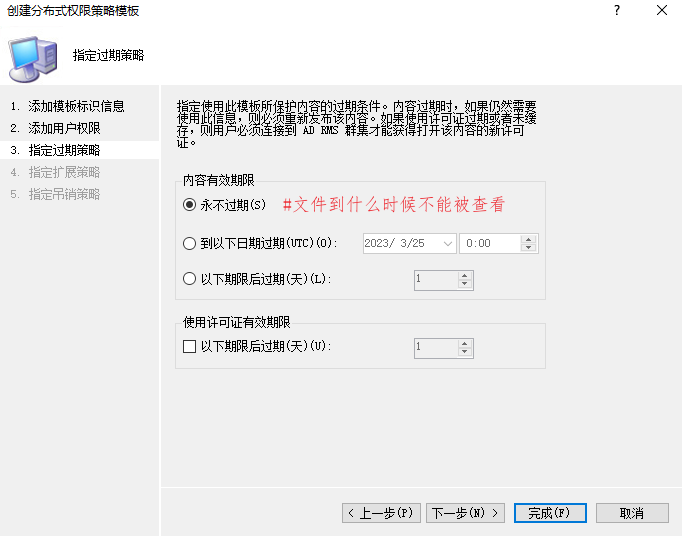 创建分布式权限策略模板
?
指定过期策略
1. 添加模板标识信息
2. 添加用户权限
3. 指定过期策略
4. 指定扩展策略
5. 指定吊销策略
指定使用此模板所保护内容的过期条件。内容过期时，如果仍然需要
使用此信息，则必须重新发布该内容。如果使用许可证过期或者未缓
存，则用户必须连接到 AD RMS 群集才能获得打开该内容的新许可
证。
内容有效期限
永不过期(S) #文件到什么时候不能被查看
到以下日期过期(UTC)(O): 2023/ 3/25 0:00
以下期限后过期(天)(L): 1
使用许可证有效期限
以下期限后过期(天)(U): 1
< 上一步(P) 下一步(N) > 完成(F) 取消